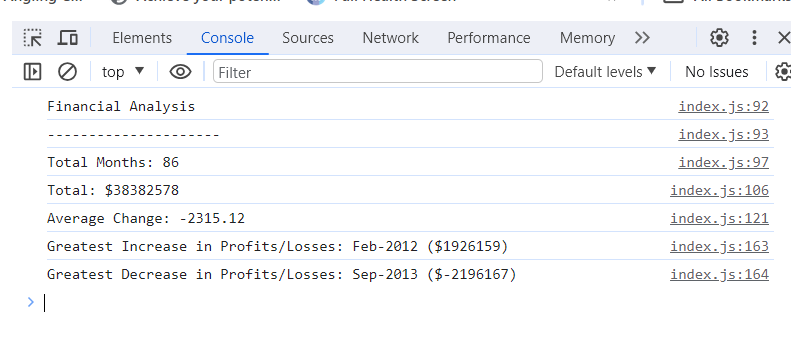 Elements Console Sources Network Performance Memory
top Filter Default levels ▼ No Issues
Financial Analysis index.js:92
--------------------- index.js:93
Total Months: 86 index.js:97
Total: $38382578 index.js:106
Average Change: -2315.12 index.js:121
Greatest Increase in Profits/Losses: Feb-2012 ($1926159) index.js:163
Greatest Decrease in Profits/Losses: Sep-2013 ($-2196167) index.js:164